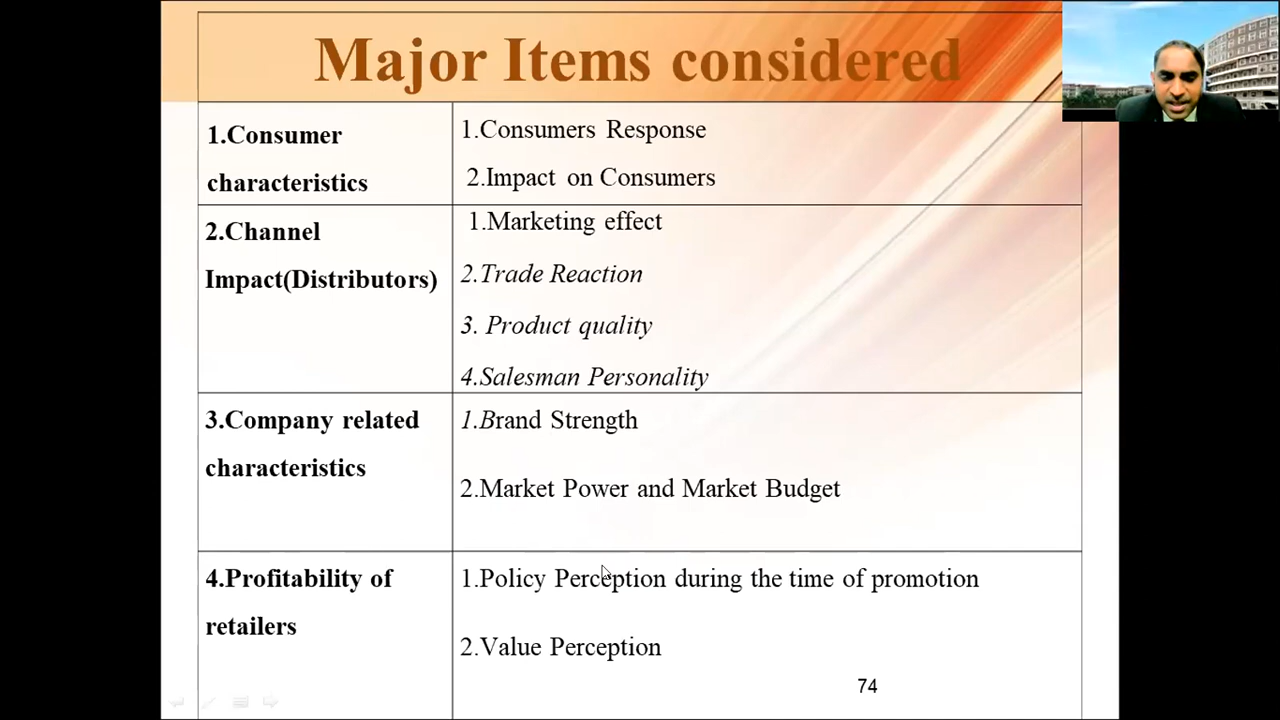 Major Items considered
1.Consumer
characteristics
1.Consumers Response
2.Impact on Consumers
2.Channel
Impact(Distributors)
1.Marketing effect
2.Trade Reaction
3. Product quality
4.Salesman Personality
3.Company related
characteristics
1.Brand Strength
2.Market Power and Market Budget
4.Profitability of
retailers
1.Policy Perception during the time of promotion
2.Value Perception
74